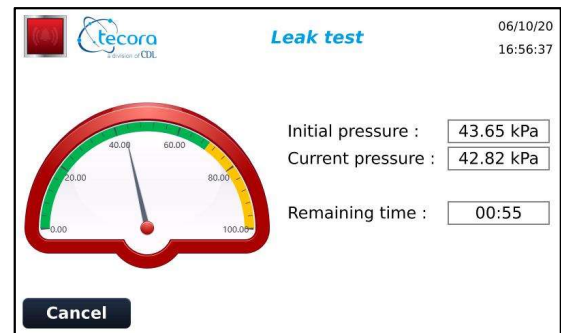 tecora
a division of CDL
Leak test
06/10/20
16:56:37
Initial pressure : 43.65 kPa
Current pressure : 42.82 kPa
Remaining time : 00:55
0.00
20.00
40.00
60.00
80.00
100.00
Cancel